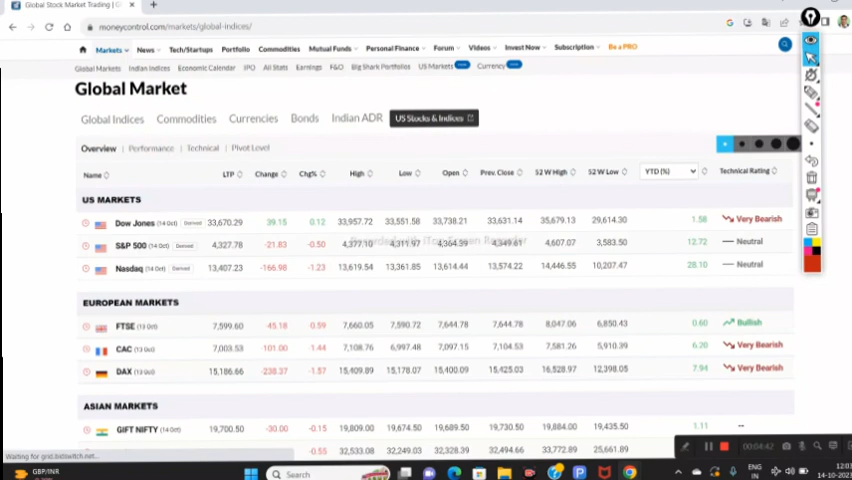 Global Stock Market Trading | G
moneycontrol.com/markets/global-indices/
Markets News Tech/Startups Portfolio Commodities Mutual Funds Personal Finance Forum Videos Invest Now Subscription Be a PRO
Global Markets Indian Indices Economic Calendar IPO All Stats Earnings F&O Big Shark Portfolios US Markets Currency
Global Market
Global Indices Commodities Currencies Bonds Indian ADR US Stocks & Indices
Overview Performance Technical Pivot Level
Name LTP Change Chg% High Low Open Prev. Close 52 W High 52 W Low YTD (%) Technical Rating
US MARKETS
Dow Jones (14 Oct) Derived 33,670.29 39.15 0.12 33,957.72 33,551.58 33,738.21 33,631.14 35,679.13 29,614.30 1.58 Very Bearish
S&P 500 (14 Oct) Derived 4,327.78 -21.83 -0.50 4,377.10 4,311.97 4,364.39 4,349.61 4,607.07 3,583.50 12.72 Neutral
Screen Recorder
Nasdaq (14 Oct) Derived 13,407.23 -166.98 -1.23 13,619.54 13,361.85 13,614.44 13,574.22 14,446.55 10,207.47 28.10 Neutral
EUROPEAN MARKETS
FTSE (13 Oct) 7,599.60 -45.18 0.59 7,660.05 7,590.72 7,644.78 7,644.78 8,047.06 6,850.43 0.60 Bullish
CAC (13 Oct) 7,003.53 101.00 -1.44 7,108.76 6,997.48 7,097.15 7,104.53 7,581.26 5,910.39 6.20 Very Bearish
DAX (13 Oct) 15,186.66 -238.37 -1.57 15,409.89 15,178.07 15,400.09 15,425.03 16,528.97 12,398.05 7.94 Very Bearish
ASIAN MARKETS
GIFT NIFTY (14 Oct) 19,700.50 -30.00 -0.15 19,809.00 19,674.50 19,689.50 19,730.50 19,884.00 19,435.50 1.11 --
-0.55 32,533.08 32,249.03 32,328.39 32,494.66 33,772.89 25,661.89
00:04:42
Waiting for grid.bidswitch.net...
GBP/INR
Search
ENG
IN
12:03
14-10-2023